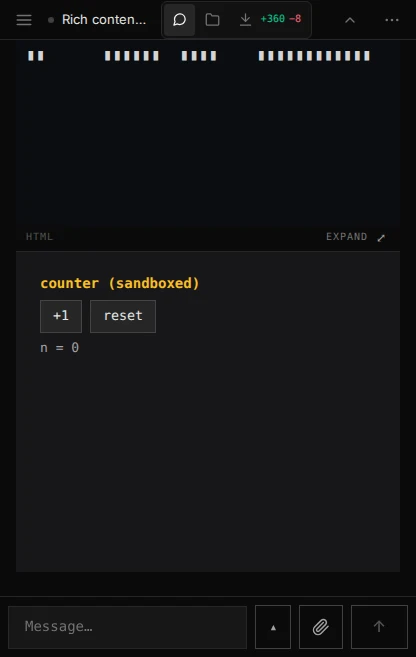 Rich conten...
+360 −8
HTML
EXPAND
counter (sandboxed)
+1
reset
n = 0
Message…